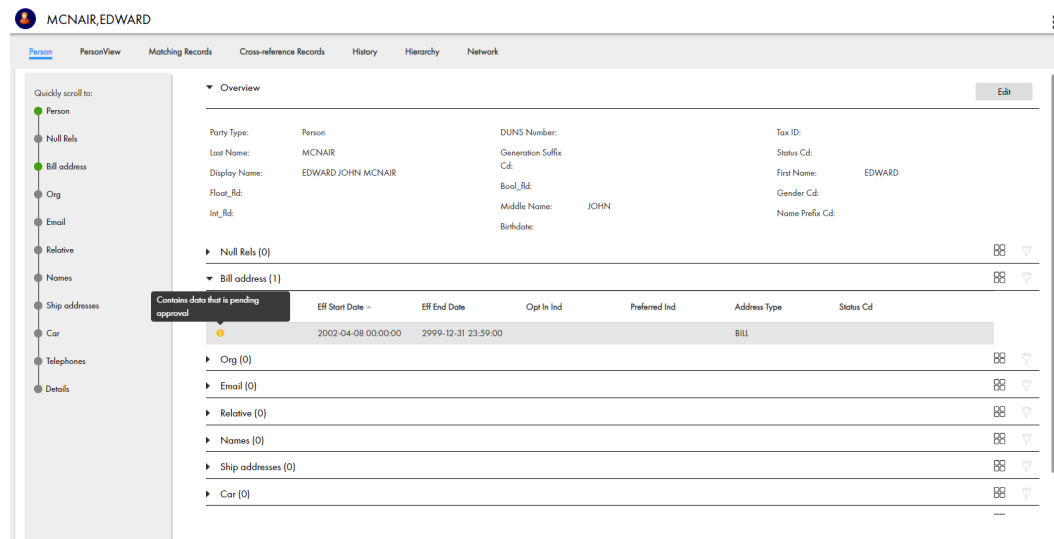 MCNAIR,EDWARD
Person PersonView Matching Records Cross-reference Records History Hierarchy Network
Quickly scroll to:
Person
Null Rels
Bill address
Org
Email
Relative
Names
Ship addresses
Car
Telephones
Details
Overview
Edit
Party Type: Person
Last Name: MCNAIR
Display Name: EDWARD JOHN MCNAIR
Float_fld:
Int_fld:
DUNS Number:
Generation Suffix
Cd:
Bool_fld:
Middle Name: JOHN
Birthdate:
Tax ID:
Status Cd:
First Name: EDWARD
Gender Cd:
Name Prefix Cd:
Null Rels (0)
Bill address (1)
Contains data that is pending
approval
Eff Start Date Eff End Date Opt In Ind Preferred Ind Address Type Status Cd
2002-04-08 00:00:00 2999-12-31 23:59:00 BILL
Org (0)
Email (0)
Relative (0)
Names (0)
Ship addresses (0)
Car (0)